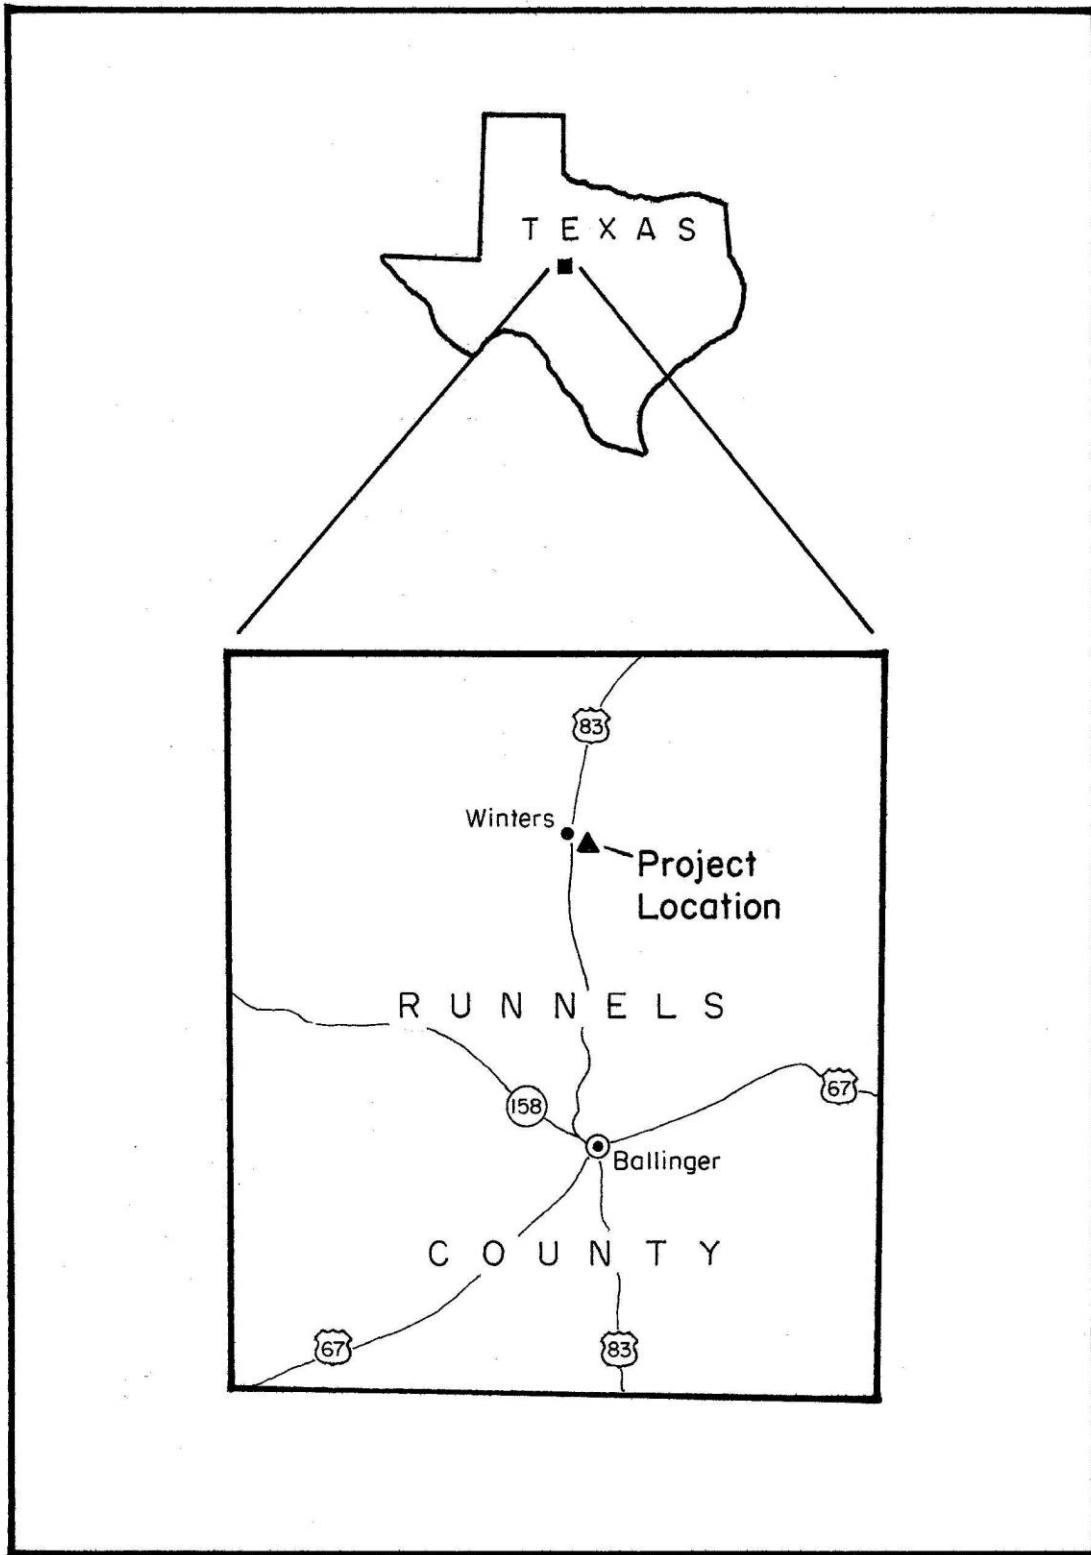 TEXAS
83
Winters
Project
Location
RUNNELS
67
158
Ballinger
COUNTY
67
83